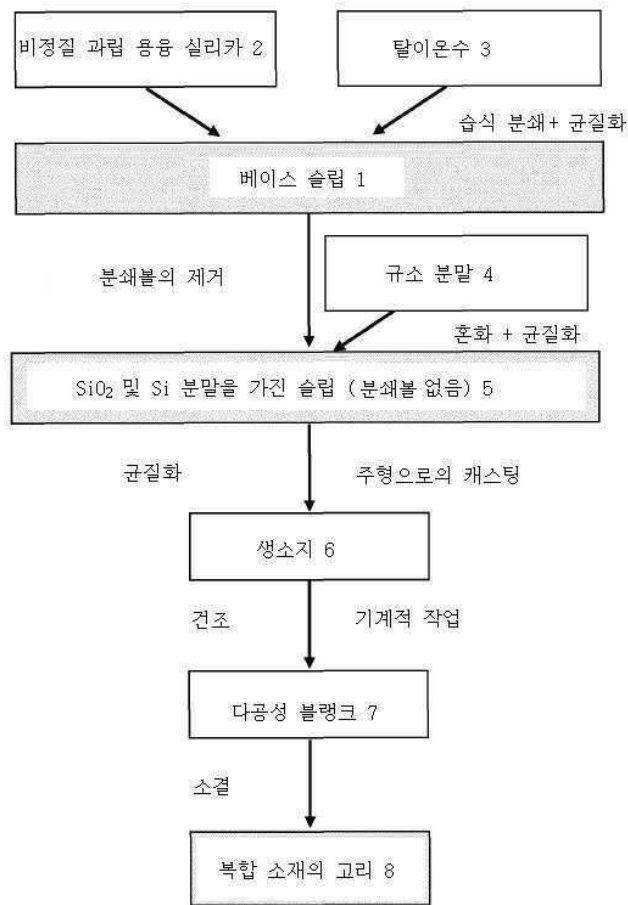 비정질 과립 용융 실리카 2
탈이온수 3
습식 분쇄+ 균질화
베이스 슬립 1
분쇄볼의 제거
규소 분말 4
혼화 + 균질화
SiO₂ 및 Si 분말을 가진 슬립 (분쇄볼 없음) 5
균질화
주형으로의 캐스팅
생소지 6
건조
기계적 작업
다공성 블랭크 7
소결
복합 소재의 고리 8